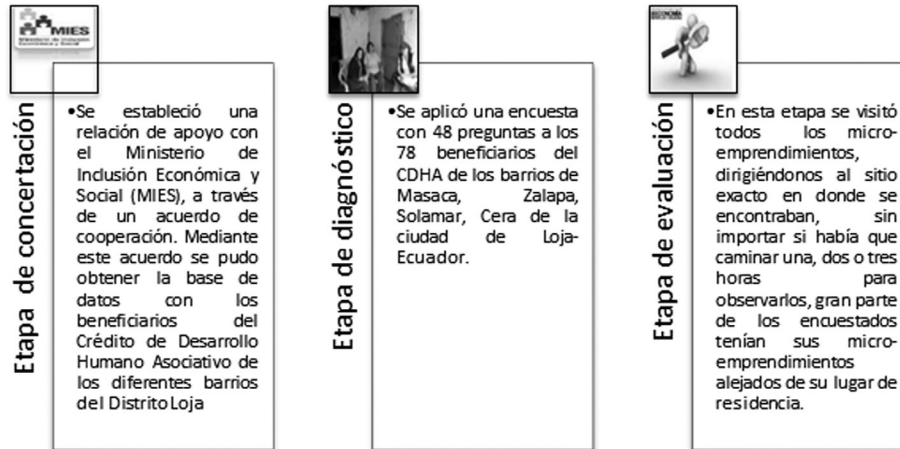 MIES
Ministerio de Inclusión
Económica y Social
Etapa de concertación
•Se estableció una
relación de apoyo con
el Ministerio de
Inclusión Económica y
Social (MIES), a través
de un acuerdo de
cooperación. Mediante
este acuerdo se pudo
obtener la base de
datos con los
beneficiarios del
Crédito de Desarrollo
Humano Asociativo de
los diferentes barrios
del Distrito Loja
Etapa de diagnóstico
•Se aplicó una encuesta
con 48 preguntas a los
78 beneficiarios del
CDHA de los barrios de
Masaca, Zalapa,
Solamar, Cera de la
ciudad de Loja-
Ecuador.
Etapa de evaluación
•En esta etapa se visitó
todos los micro-
emprendimientos,
dirigiéndonos al sitio
exacto en donde se
encontraban, sin
importar si había que
caminar una, dos o tres
horas para
observarlos, gran parte
de los encuestados
tenían sus micro-
emprendimientos
alejados de su lugar de
residencia.